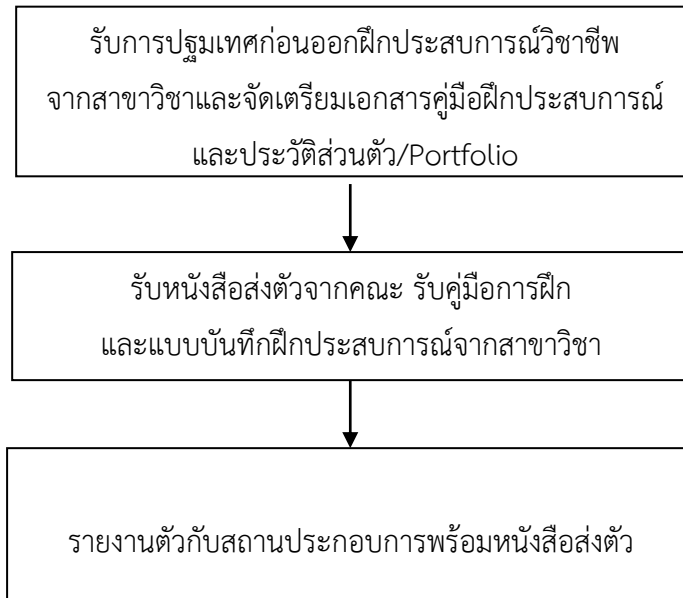 รับการปฐมเทศก่อนออกฝึกประสบการณ์วิชาชีพ
จากสาขาวิชาและจัดเตรียมเอกสารคู่มือฝึกประสบการณ์
และประวัติส่วนตัว/Portfolio
รับหนังสือส่งตัวจากคณะ รับคู่มือการฝึก
และแบบบันทึกฝึกประสบการณ์จากสาขาวิชา
รายงานตัวกับสถานประกอบการพร้อมหนังสือส่งตัว